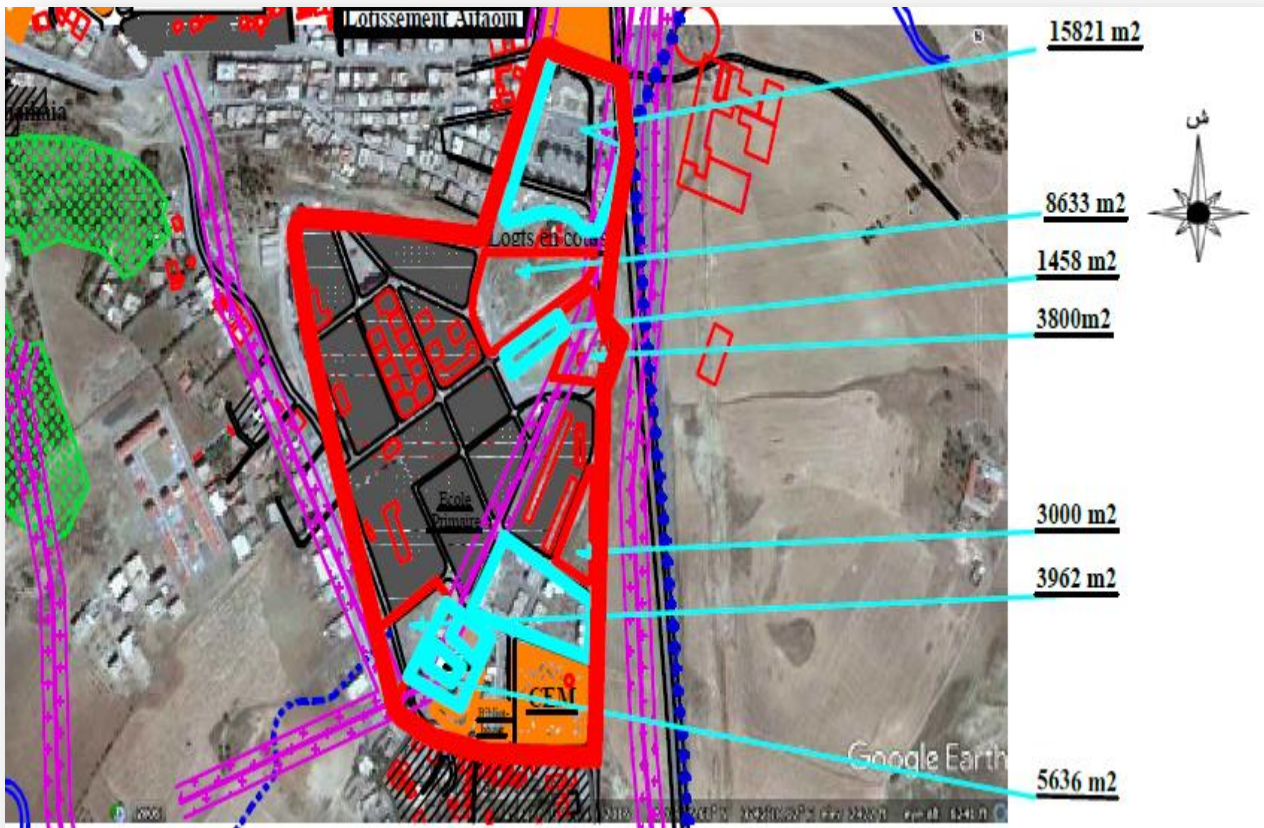 Lotissement Aifaoui
15821 m2
N
ش
8633 m2
Logts en cours
1458 m2
3800m2
Ecole
Primaire
3000 m2
3962 m2
CEM
Google Earth
5636 m2